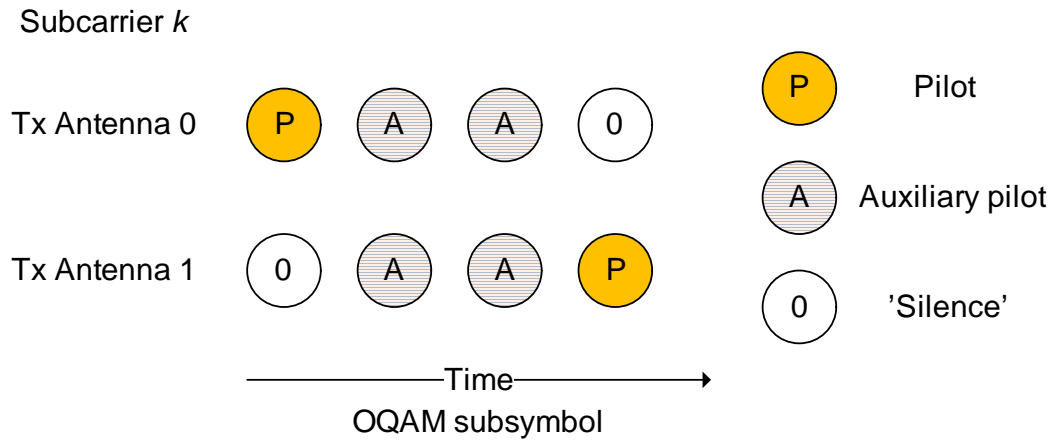 Subcarrier k
Tx Antenna 0 P A A 0
Tx Antenna 1 0 A A P
Time
OQAM subsymbol
P Pilot
A Auxiliary pilot
0 ’Silence’